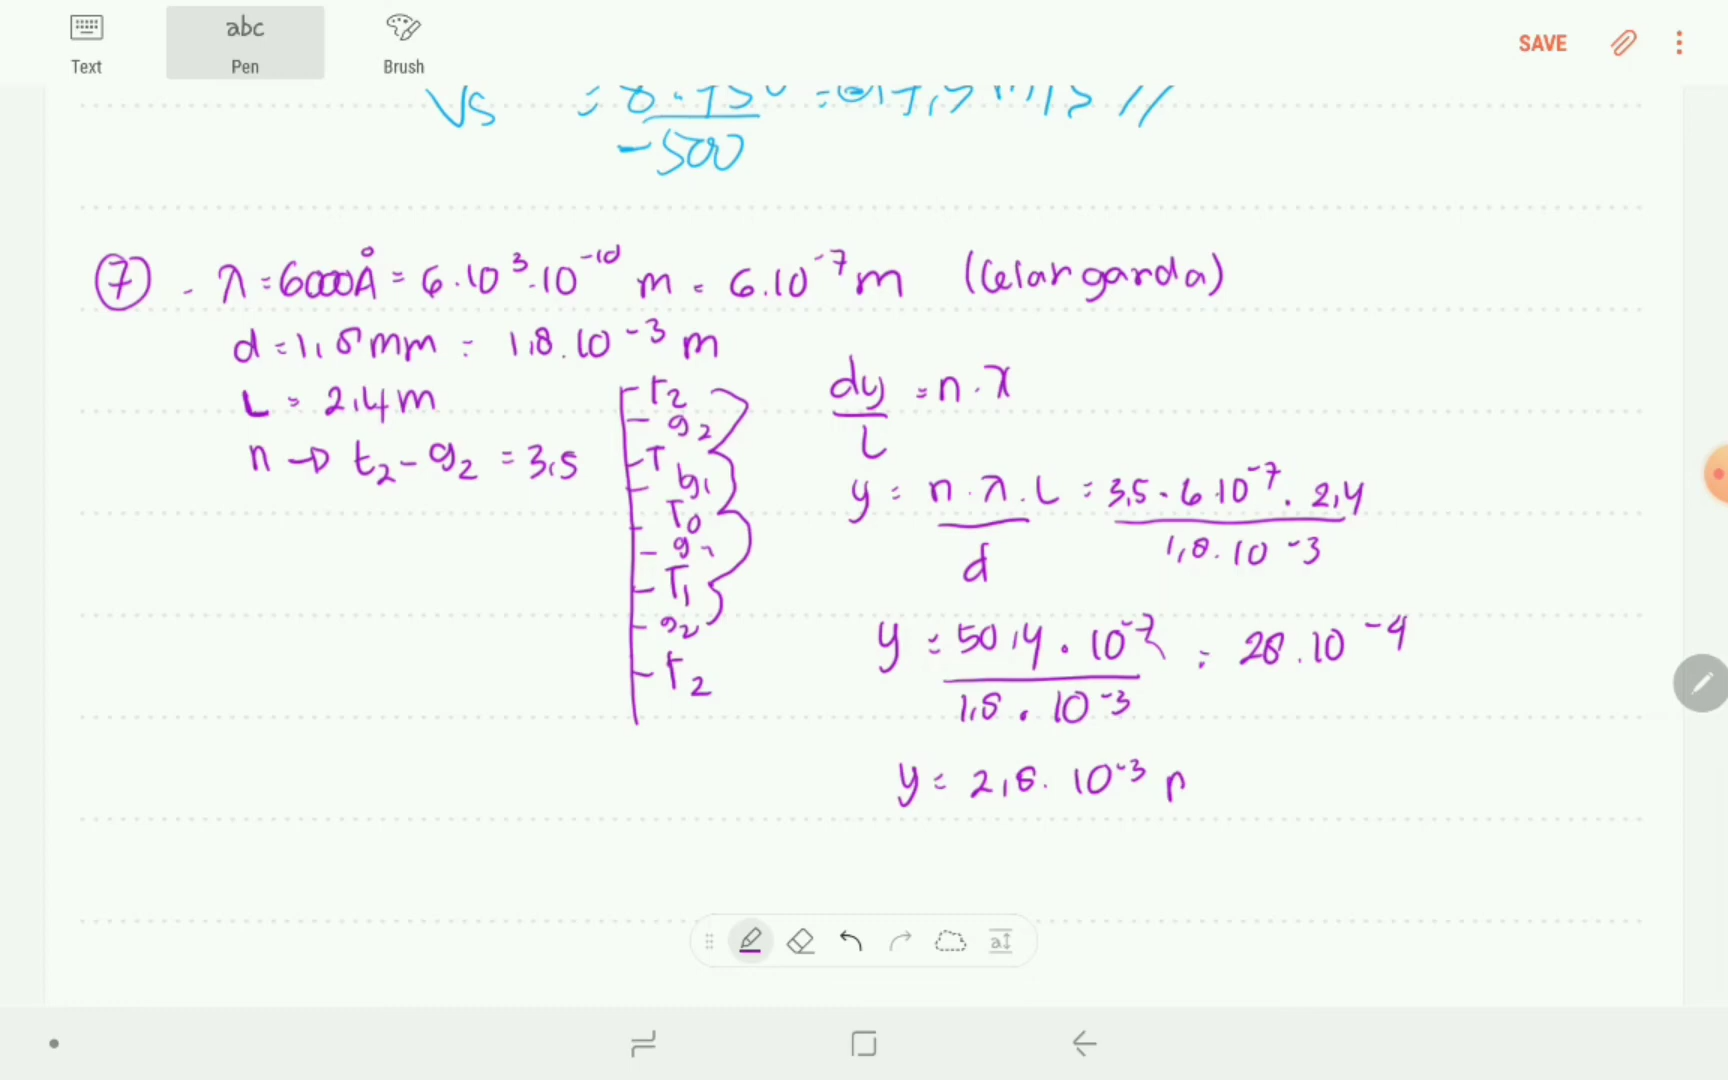 Text
abc
Pen
Brush
SAVE
Vs =
-500
7 . λ = 6000Å = 6.10³.10⁻¹⁰ m = 6.10⁻⁷ m (Celah ganda)
d = 1,8 mm = 1,8.10⁻³ m
L = 2,4 m
n → t₂ - g₂ = 3,5
t₂
g₂
T
g₁
T₀
g₁
T₁
g₂
t₂
dy/L = n.λ
y = n.λ.L/d = 3,5.6.10⁻⁷.2,4/1,8.10⁻³
y = 50,4.10⁻⁷/1,8.10⁻³ = 28.10⁻⁴
y = 2,8.10⁻³